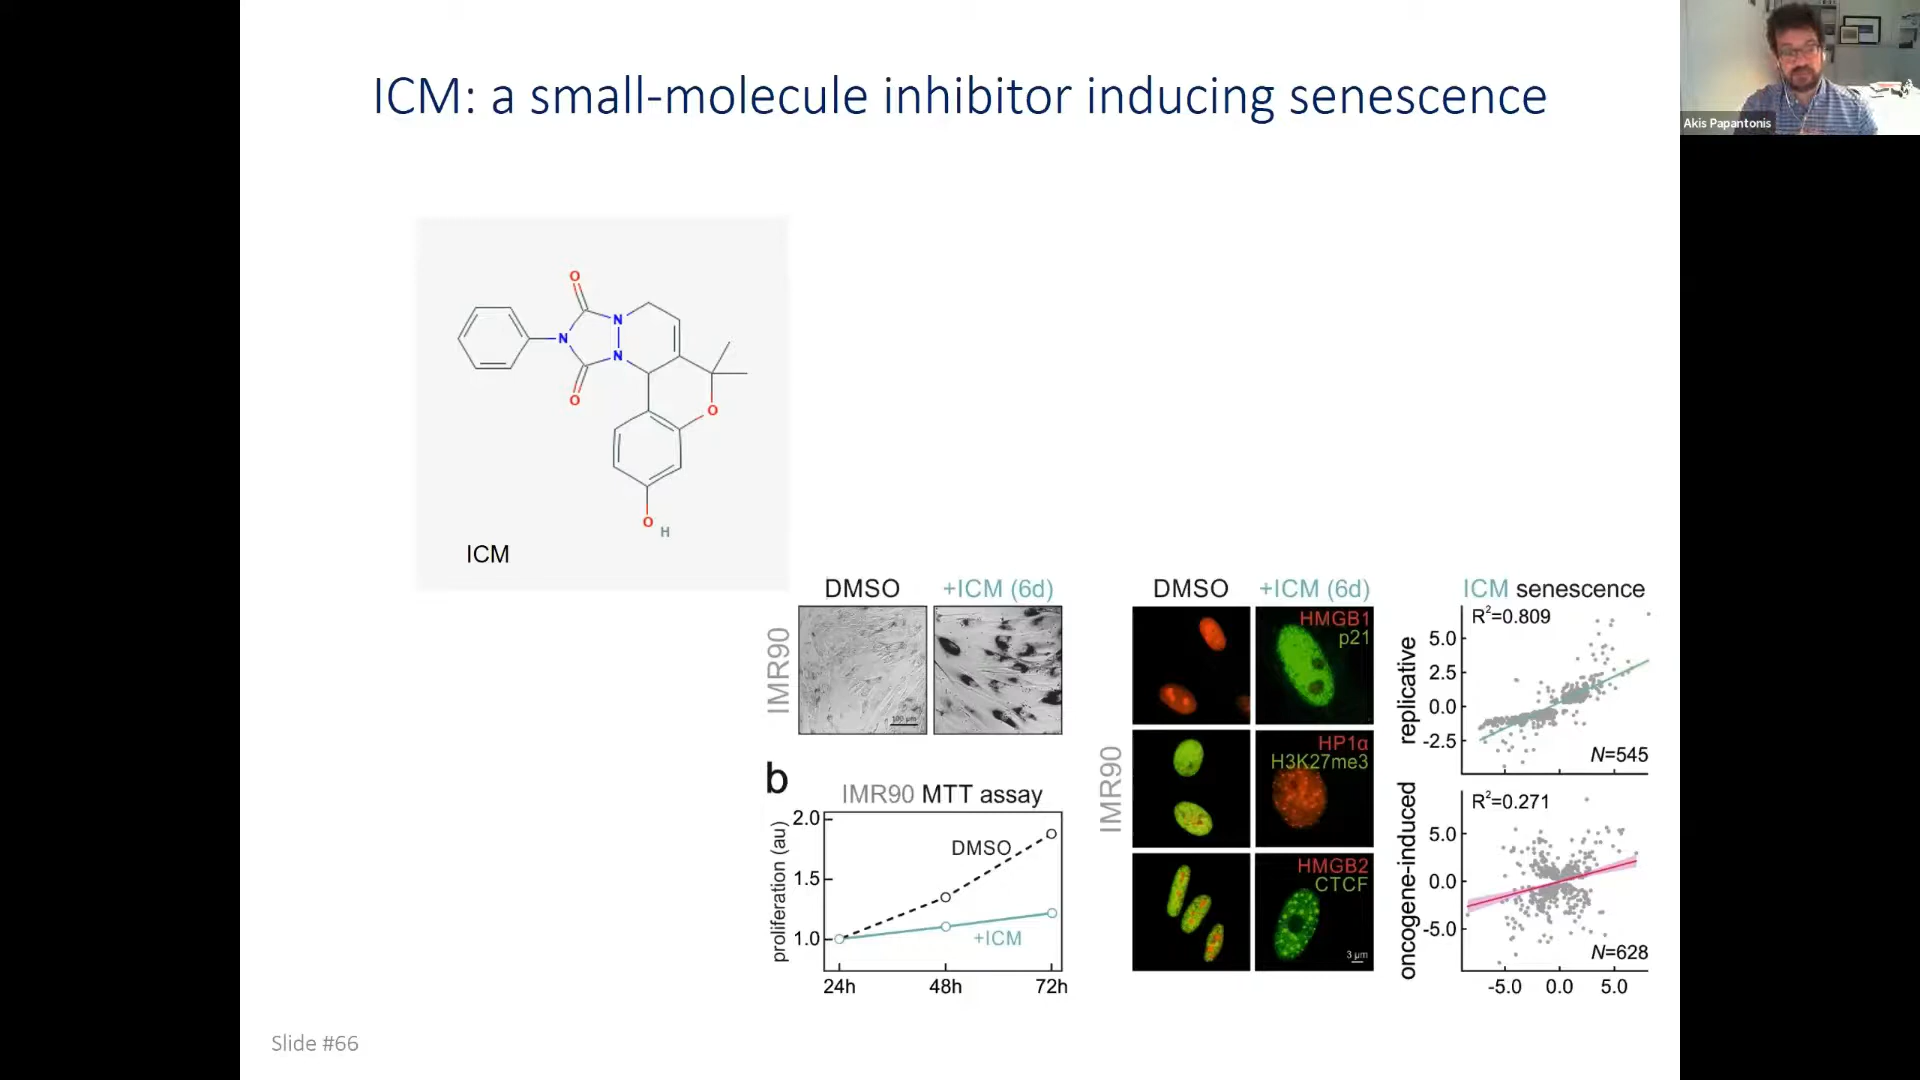 ICM: a small-molecule inhibitor inducing senescence
Akis Papantonis
O
N
N
N
O
O
O
H
ICM
DMSO +ICM (6d)
IMR90
100 µm
b
IMR90 MTT assay
proliferation (au)
2.0
1.5
1.0
DMSO
+ICM
24h 48h 72h
DMSO +ICM (6d)
IMR90
HMGB1
p21
HP1α
H3K27me3
HMGB2
CTCF
3 µm
ICM senescence
replicative
R²=0.809
5.0
2.5
0.0
-2.5
N=545
oncogene-induced
R²=0.271
5.0
0.0
-5.0
N=628
-5.0 0.0 5.0
Slide #66